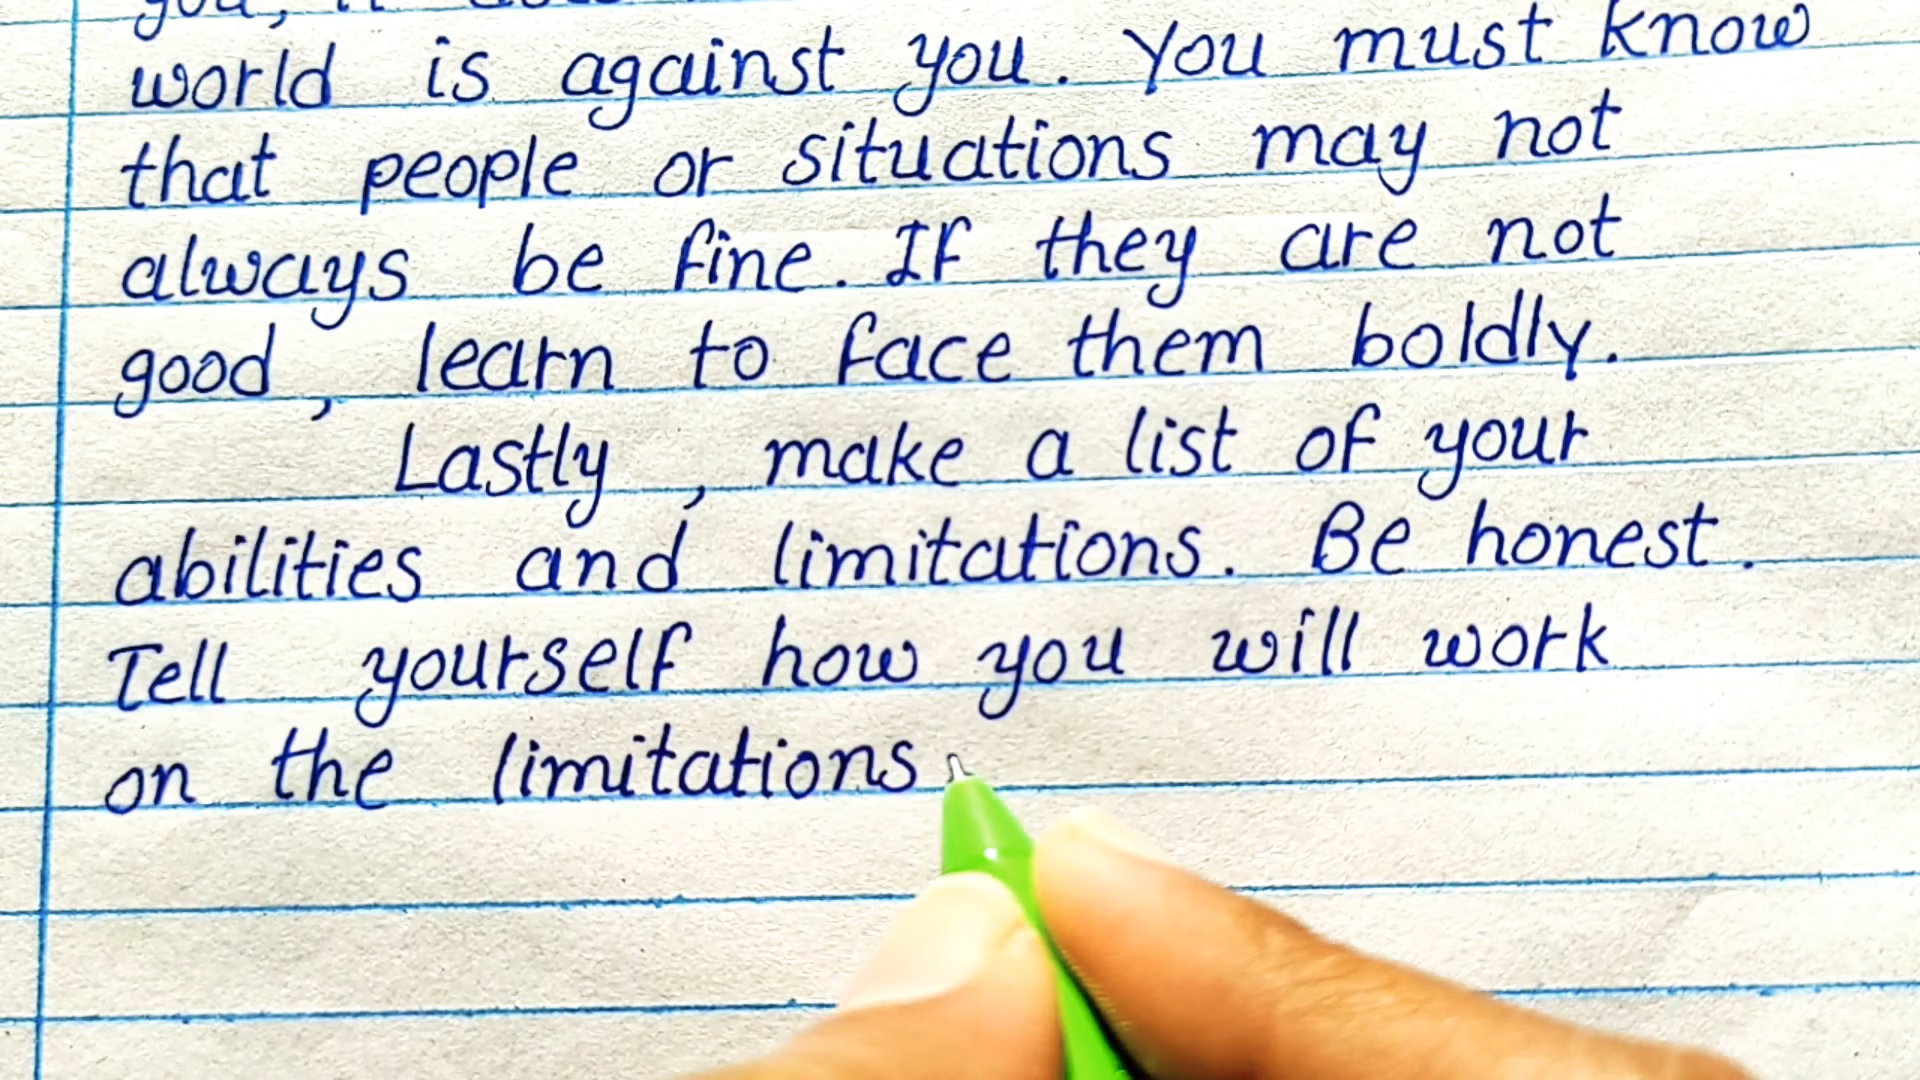 you, it
world is against you. You must know
that people or situations may not
always be fine. If they are not
good, learn to face them boldly.
Lastly, make a list of your
abilities and limitations. Be honest.
Tell yourself how you will work
on the limitations